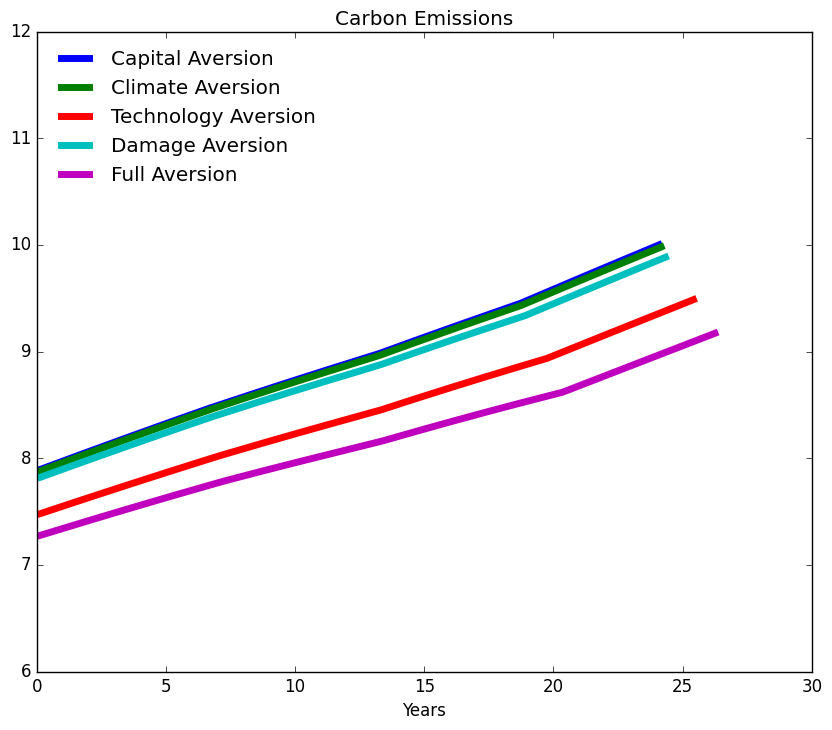 Carbon Emissions
12
11
10
9
8
7
6
Capital Aversion
Climate Aversion
Technology Aversion
Damage Aversion
Full Aversion
0 5 10 15 20 25 30
Years